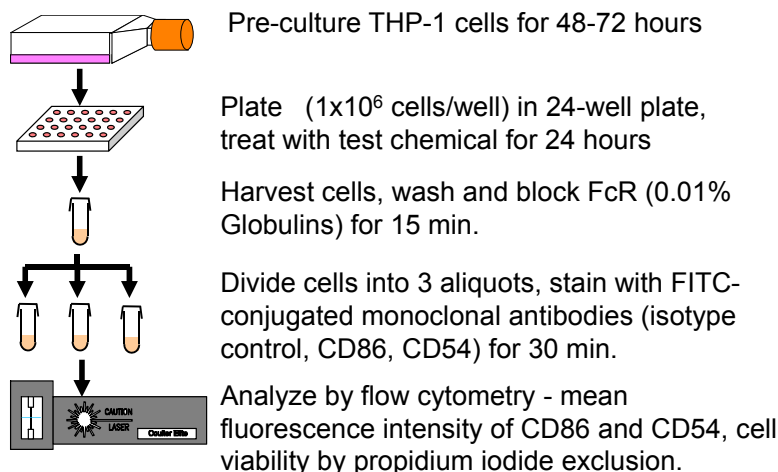 Pre-culture THP-1 cells for 48-72 hours
Plate (1x10⁶ cells/well) in 24-well plate,
treat with test chemical for 24 hours
Harvest cells, wash and block FcR (0.01%
Globulins) for 15 min.
Divide cells into 3 aliquots, stain with FITC-
conjugated monoclonal antibodies (isotype
control, CD86, CD54) for 30 min.
CAUTION
LASER
Coulter Elite
Analyze by flow cytometry - mean
fluorescence intensity of CD86 and CD54, cell
viability by propidium iodide exclusion.